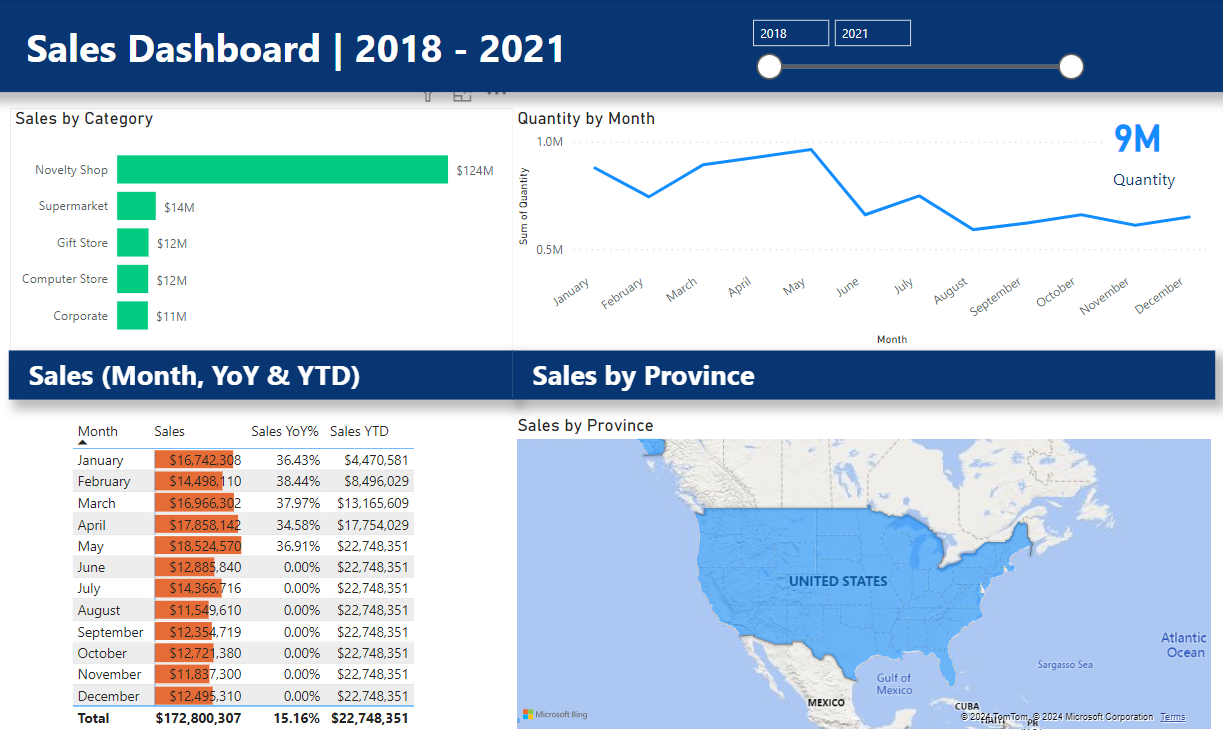 Sales Dashboard | 2018 - 2021
2018
2021
Sales by Category
Novelty Shop $124M
Supermarket $14M
Gift Store $12M
Computer Store $12M
Corporate $11M
Quantity by Month
9M
Quantity
Sum of Quantity
1.0M
0.5M
January February March April May June July August September October November December
Month
Sales (Month, YoY & YTD)
Month Sales Sales YoY% Sales YTD
January $16,742,308 36.43% $4,470,581
February $14,498,110 38.44% $8,496,029
March $16,966,302 37.97% $13,165,609
April $17,858,142 34.58% $17,754,029
May $18,524,570 36.91% $22,748,351
June $12,885,840 0.00% $22,748,351
July $14,366,716 0.00% $22,748,351
August $11,549,610 0.00% $22,748,351
September $12,354,719 0.00% $22,748,351
October $12,721,380 0.00% $22,748,351
November $11,837,300 0.00% $22,748,351
December $12,495,310 0.00% $22,748,351
Total $172,800,307 15.16% $22,748,351
Sales by Province
Sales by Province
UNITED STATES
Atlantic
Ocean
Sargasso Sea
Gulf of
Mexico
MEXICO
CUBA
HAITI
PR
Microsoft Bing
© 2024 TomTom, © 2024 Microsoft Corporation Terms